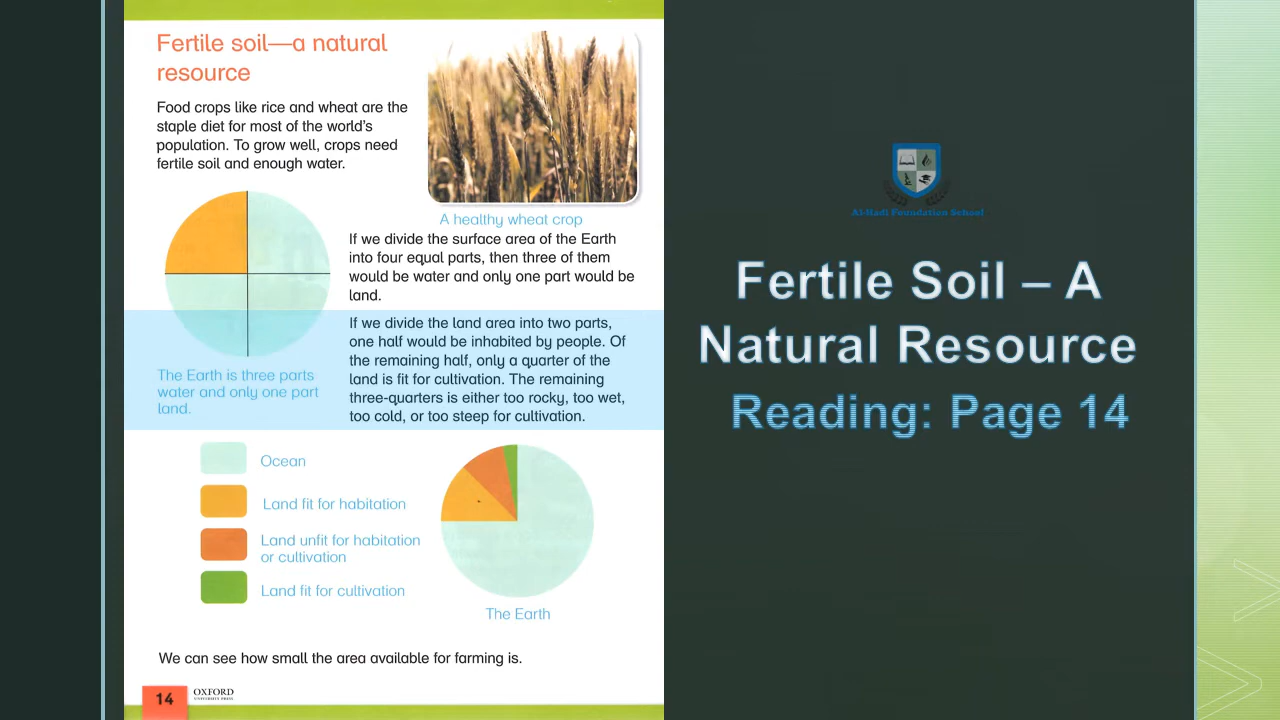 Fertile soil—a natural
resource
Food crops like rice and wheat are the
staple diet for most of the world's
population. To grow well, crops need
fertile soil and enough water.
A healthy wheat crop
If we divide the surface area of the Earth
into four equal parts, then three of them
would be water and only one part would be
land.
If we divide the land area into two parts,
one half would be inhabited by people. Of
the remaining half, only a quarter of the
land is fit for cultivation. The remaining
three-quarters is either too rocky, too wet,
too cold, or too steep for cultivation.
The Earth is three parts
water and only one part
land.
Ocean
Land fit for habitation
Land unfit for habitation
or cultivation
Land fit for cultivation
The Earth
We can see how small the area available for farming is.
14
OXFORD
UNIVERSITY PRESS
Al-Nadi Foundation School
Fertile Soil – A
Natural Resource
Reading: Page 14